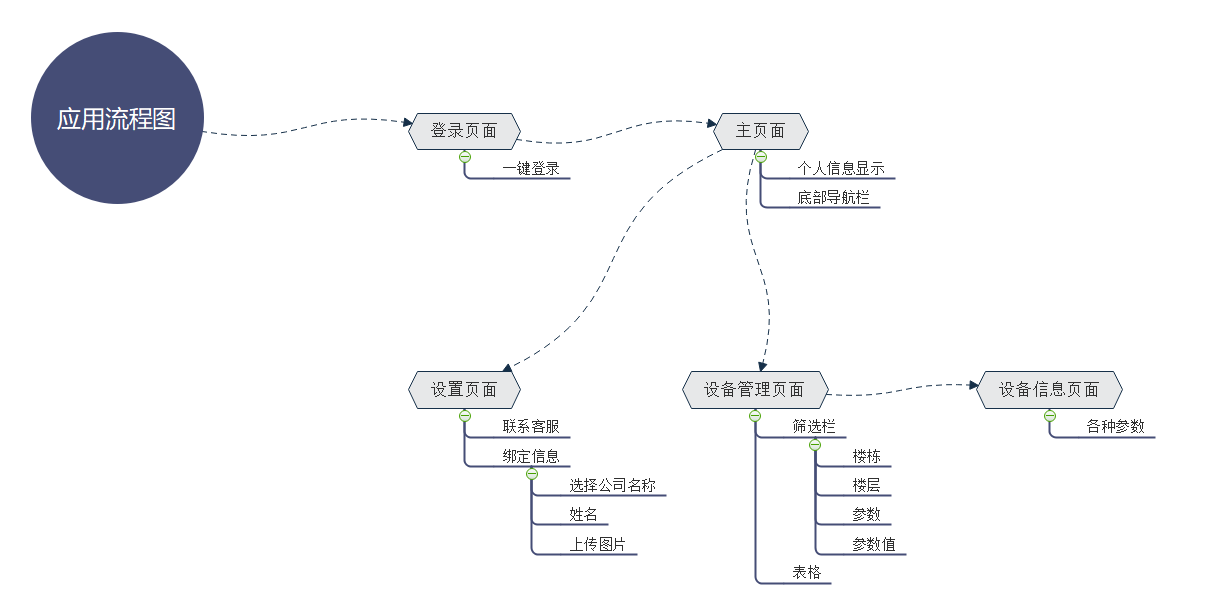 应用流程图
登录页面
一键登录
主页面
个人信息显示
底部导航栏
设置页面
联系客服
绑定信息
选择公司名称
姓名
上传图片
设备管理页面
筛选栏
楼栋
楼层
参数
参数值
表格
设备信息页面
各种参数